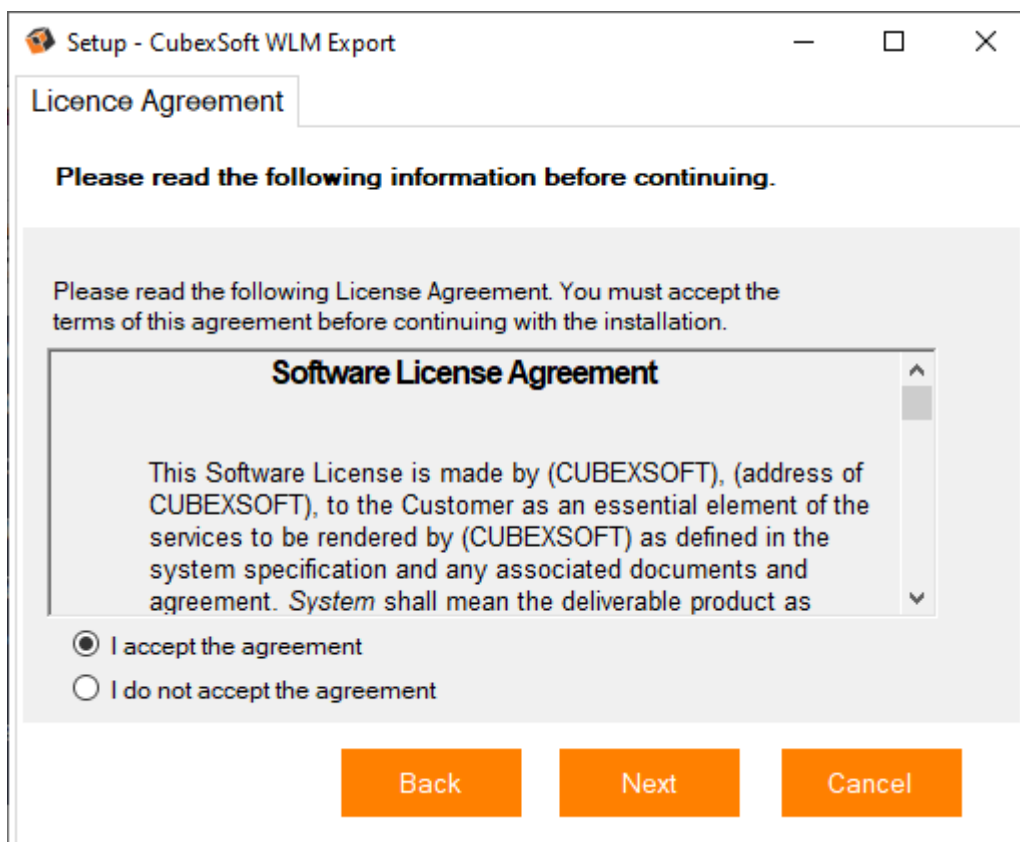 Setup - CubexSoft WLM Export
Licence Agreement
Please read the following information before continuing.
Please read the following License Agreement. You must accept the
terms of this agreement before continuing with the installation.
Software License Agreement
This Software License is made by (CUBEXSOFT), (address of
CUBEXSOFT), to the Customer as an essential element of the
services to be rendered by (CUBEXSOFT) as defined in the
system specification and any associated documents and
agreement. System shall mean the deliverable product as
I accept the agreement
I do not accept the agreement
Back Next Cancel